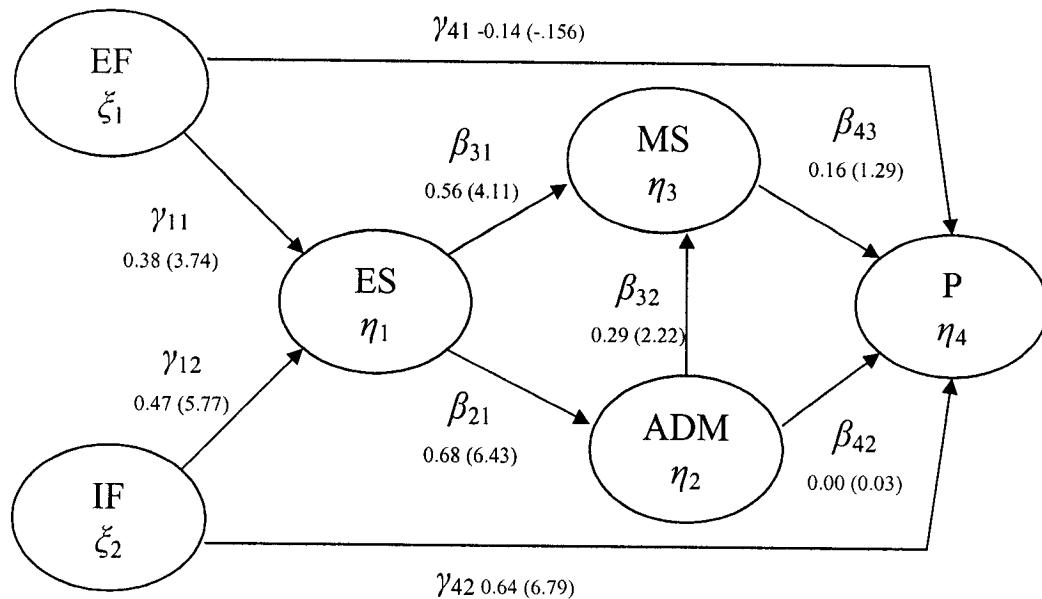 γ41 -0.14 (-.156)
EF
ξ1
MS
η3
β43
0.16 (1.29)
β31
0.56 (4.11)
γ11
0.38 (3.74)
ES
η1
β32
0.29 (2.22)
P
η4
γ12
0.47 (5.77)
β21
0.68 (6.43)
ADM
η2
β42
0.00 (0.03)
IF
ξ2
γ42 0.64 (6.79)